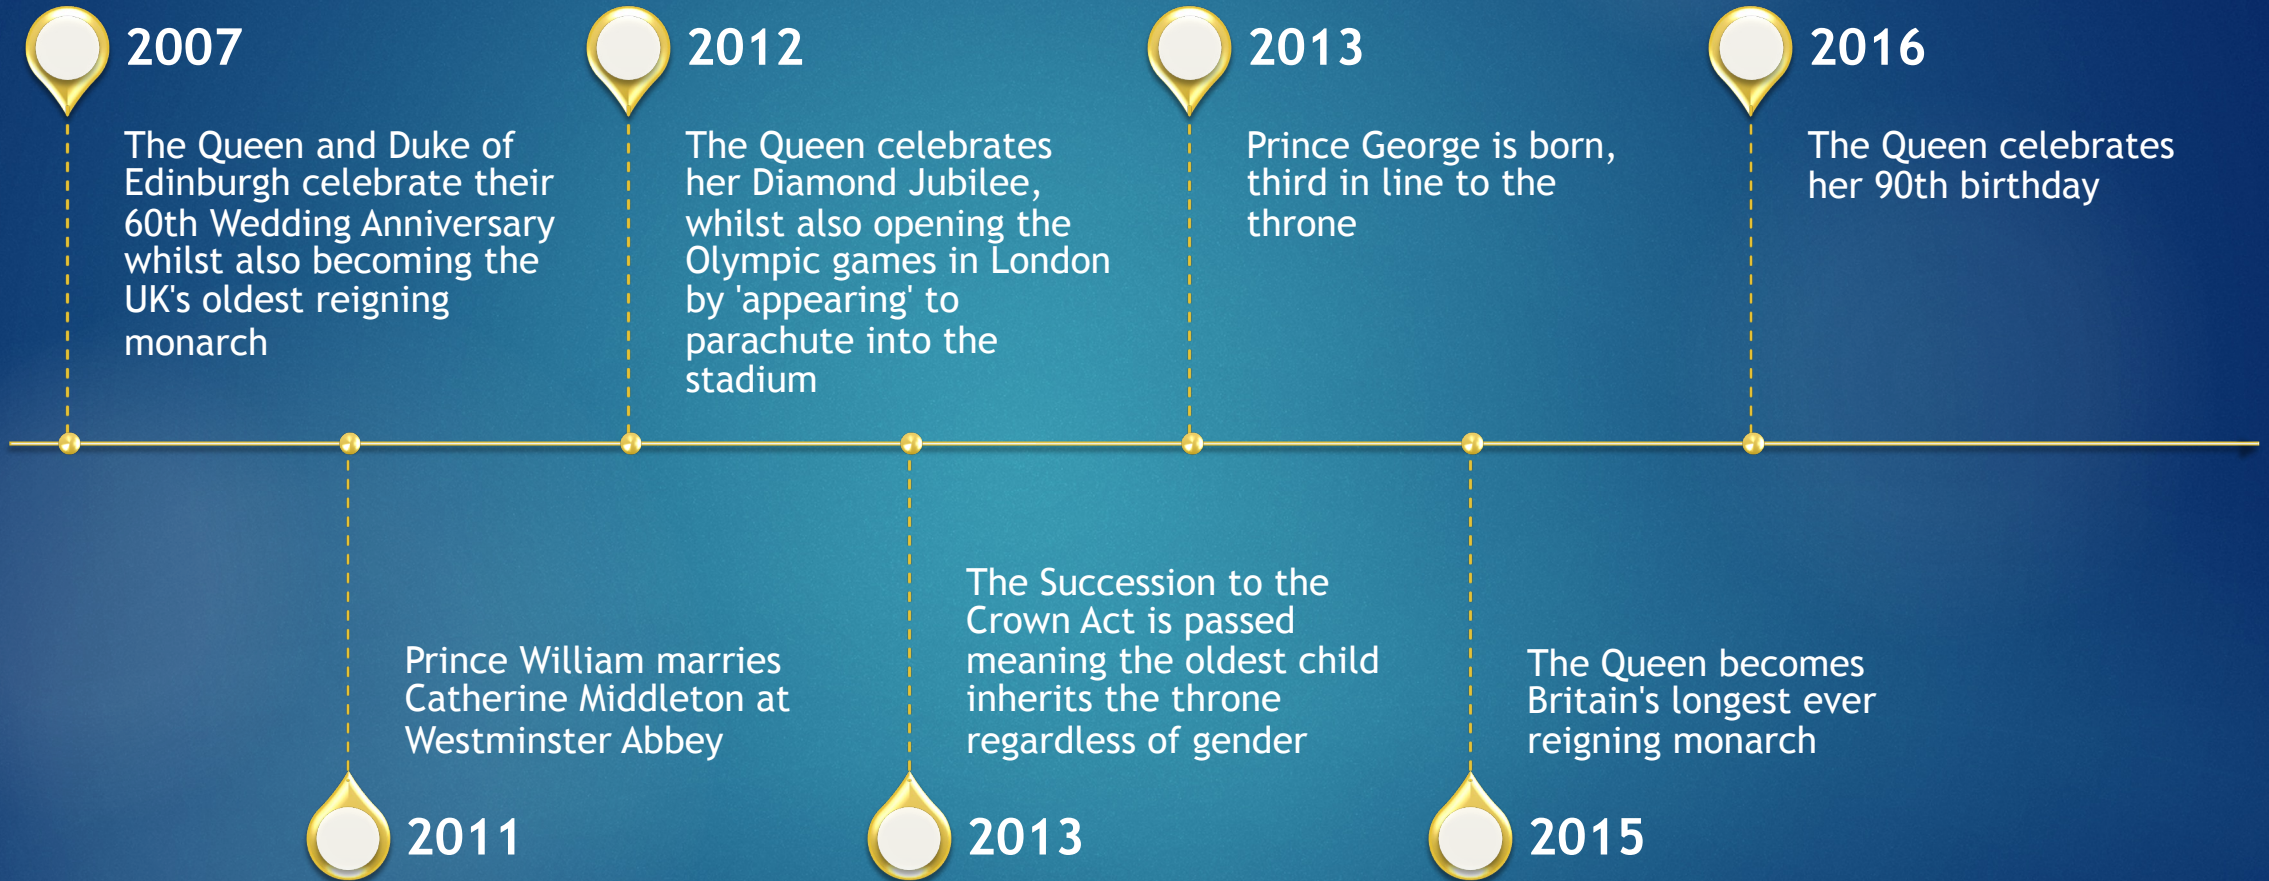 2007
The Queen and Duke of
Edinburgh celebrate their
60th Wedding Anniversary
whilst also becoming the
UK's oldest reigning
monarch
2011
Prince William marries
Catherine Middleton at
Westminster Abbey
2012
The Queen celebrates
her Diamond Jubilee,
whilst also opening the
Olympic games in London
by 'appearing' to
parachute into the
stadium
2013
The Succession to the
Crown Act is passed
meaning the oldest child
inherits the throne
regardless of gender
2013
Prince George is born,
third in line to the
throne
2015
The Queen becomes
Britain's longest ever
reigning monarch
2016
The Queen celebrates
her 90th birthday